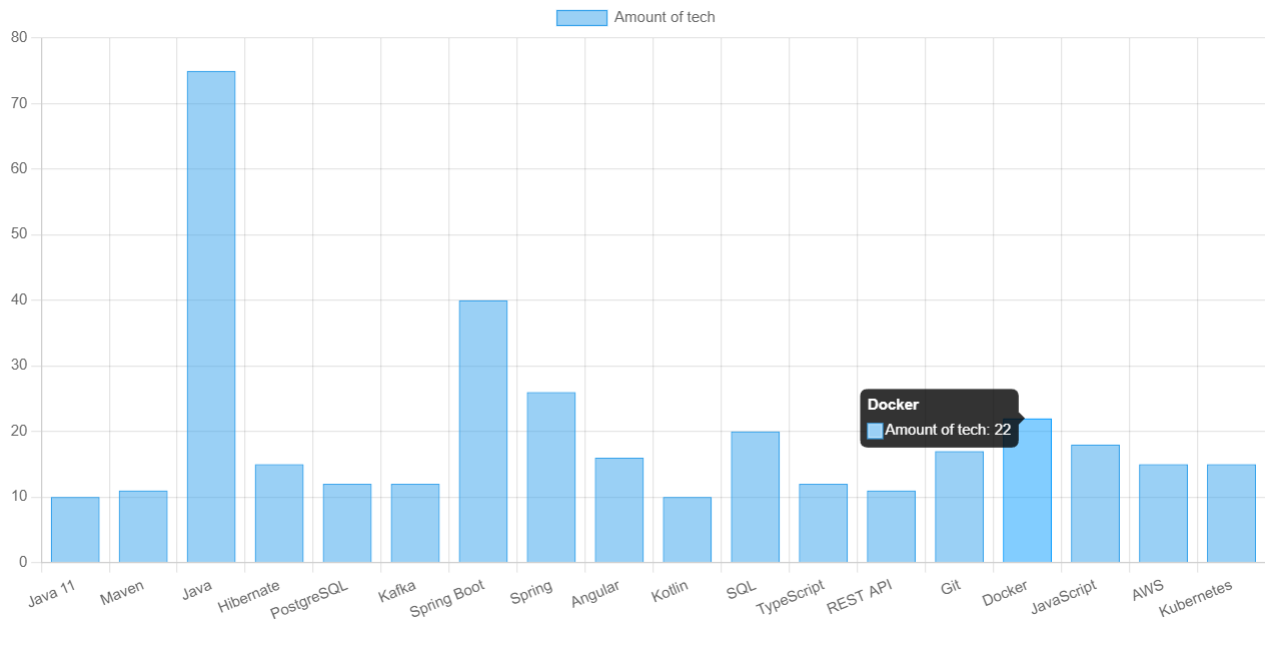 Amount of tech
80
70
60
50
40
30
20
10
0
Docker
Amount of tech: 22
Java 11
Maven
Java
Hibernate
PostgreSQL
Kafka
Spring Boot
Spring
Angular
Kotlin
SQL
TypeScript
REST API
Git
Docker
JavaScript
AWS
Kubernetes